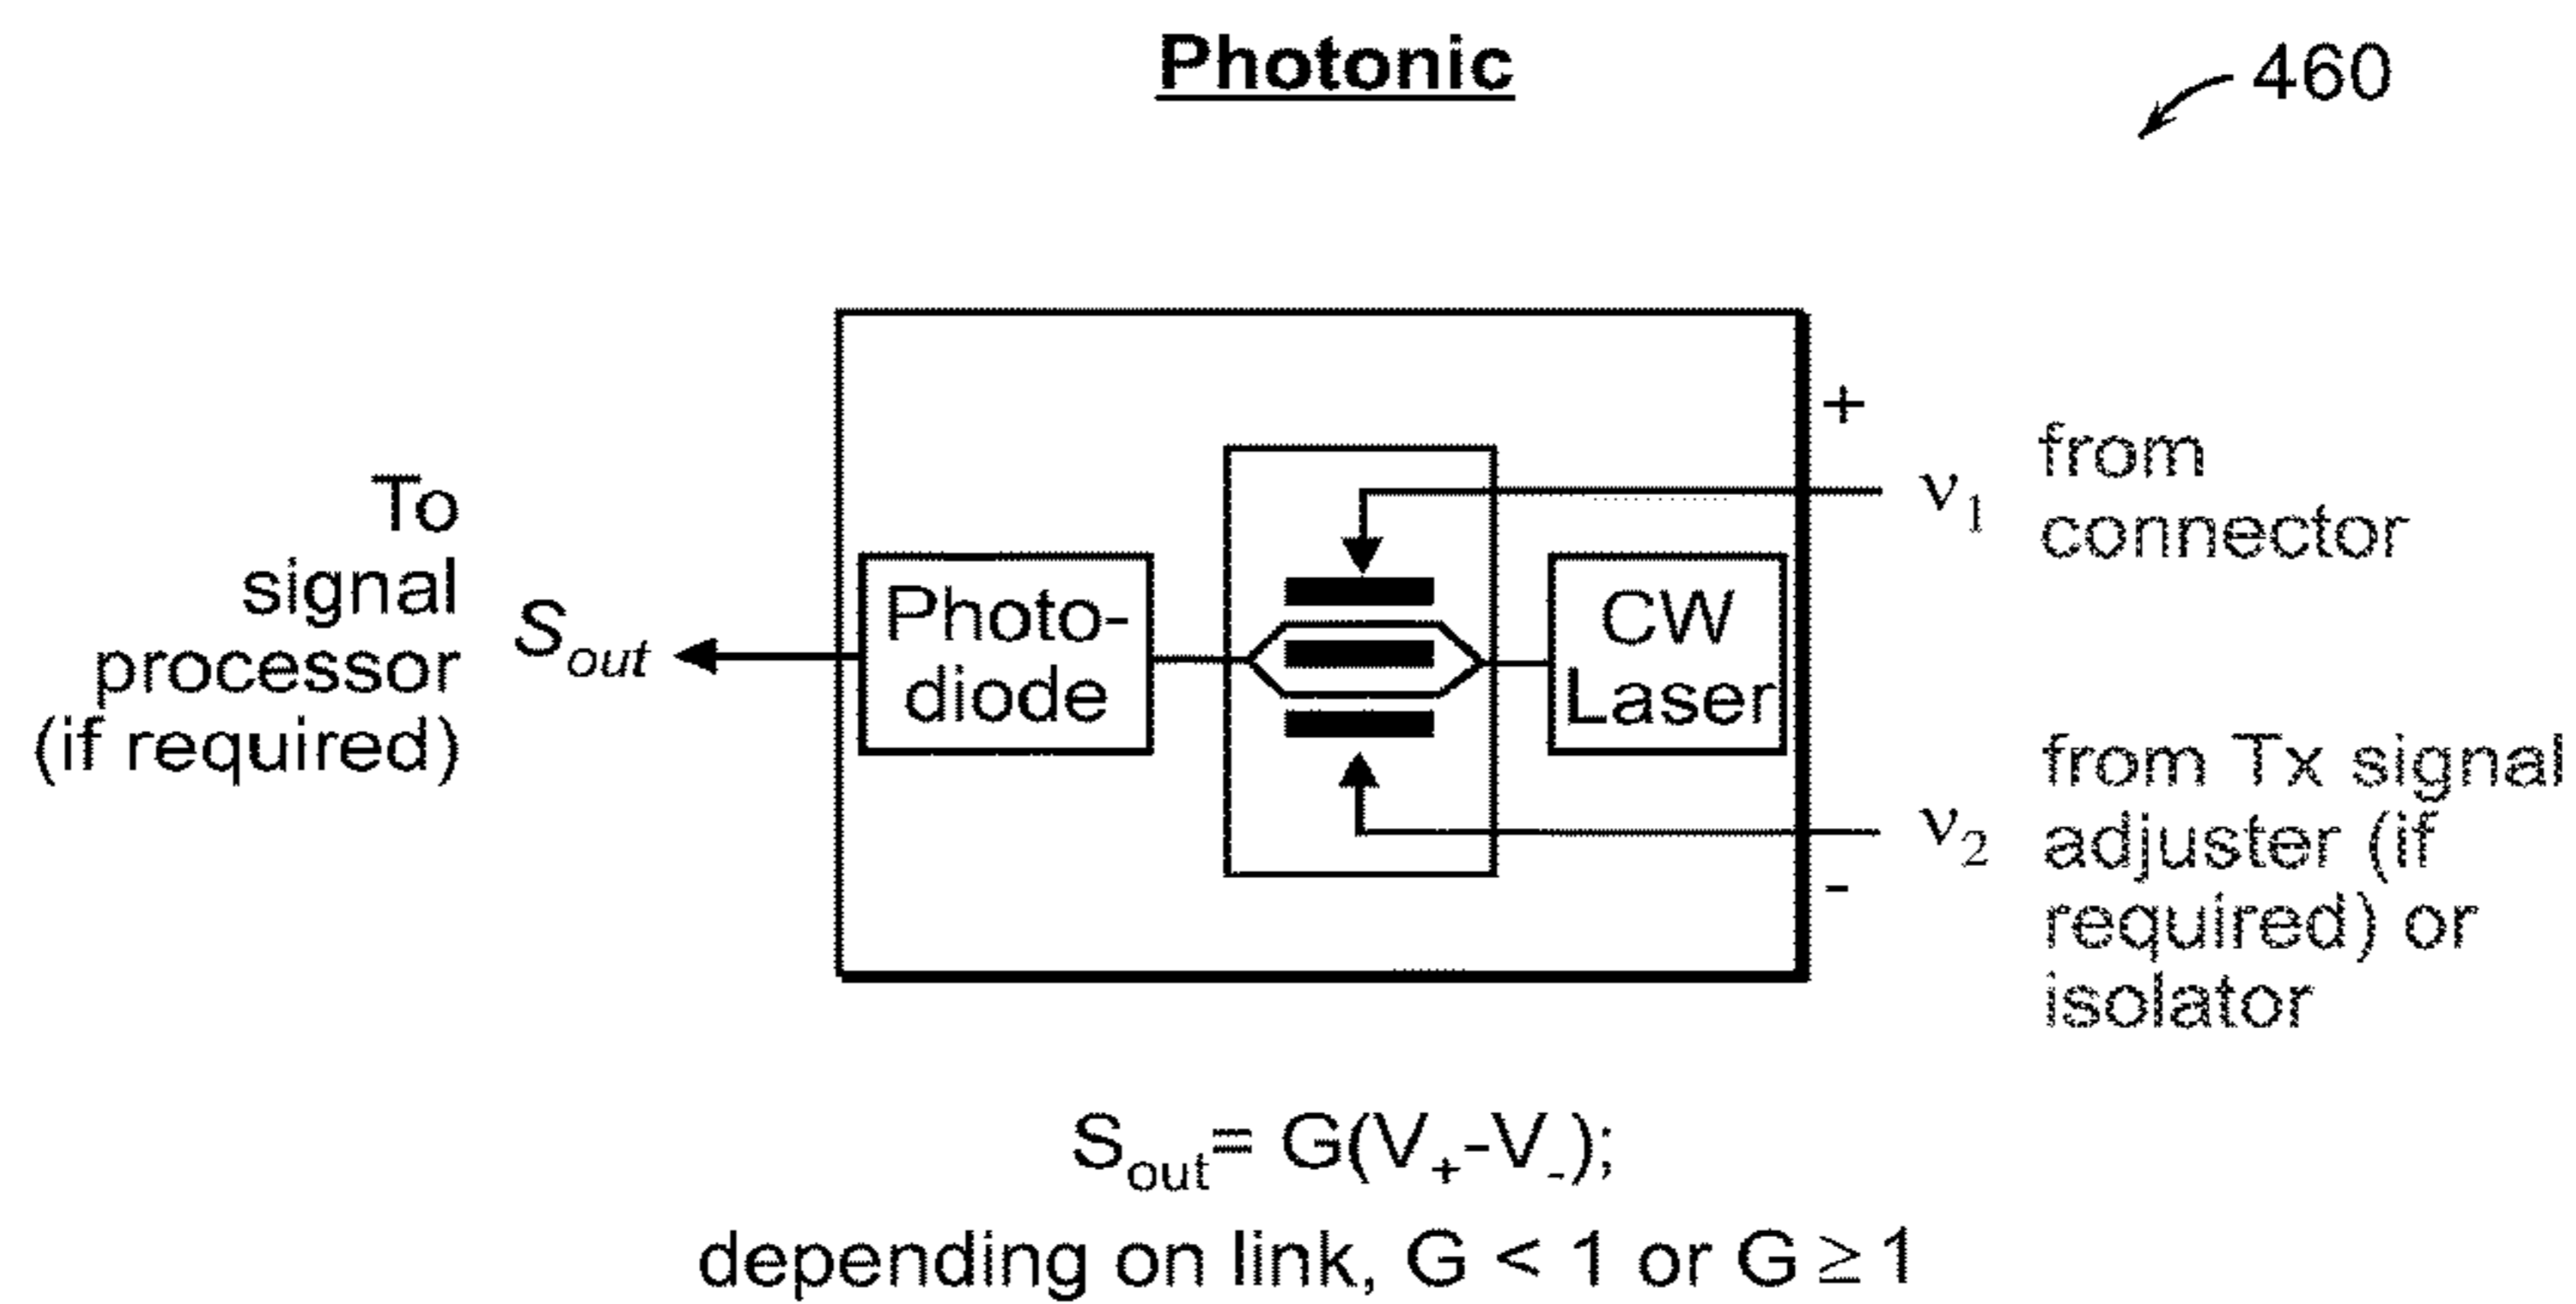 Photonic
460
+
from
connector
ν1
To
signal
processor
(if required)
Sout
Photo-
diode
CW
Laser
ν2
from Tx signal
adjuster (if
required) or
isolator
-
Sout= G(V+-V-);
depending on link, G < 1 or G ≥ 1